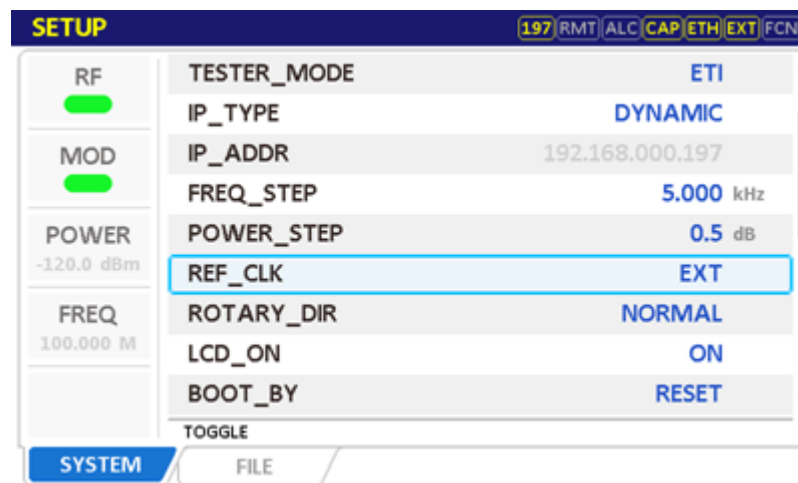 SETUP 197 RMT ALC CAP ETH EXT FCN
RF
MOD
POWER
-120.0 dBm
FREQ
100.000 M
TESTER_MODE ETI
IP_TYPE DYNAMIC
IP_ADDR 192.168.000.197
FREQ_STEP 5.000 kHz
POWER_STEP 0.5 dB
REF_CLK EXT
ROTARY_DIR NORMAL
LCD_ON ON
BOOT_BY RESET
TOGGLE
SYSTEM FILE